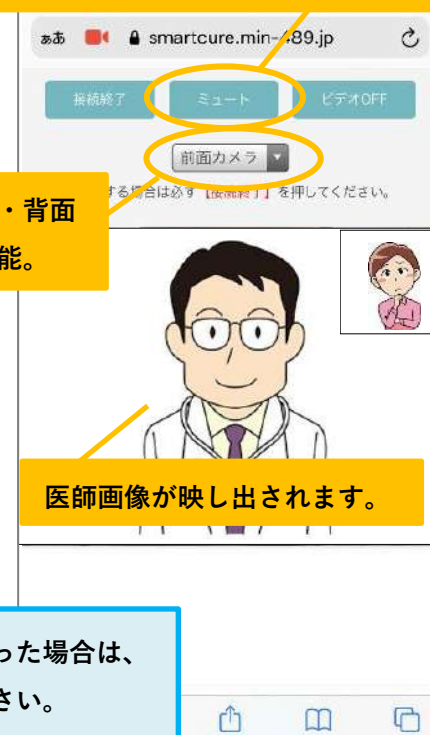 ぁあ smartcure.min-489.jp
接続終了 ミュート ビデオOFF
前面カメラ
する場合は必ず【接続終了】を押してください。
・背面
能。
医師画像が映し出されます。
った場合は、
さい。